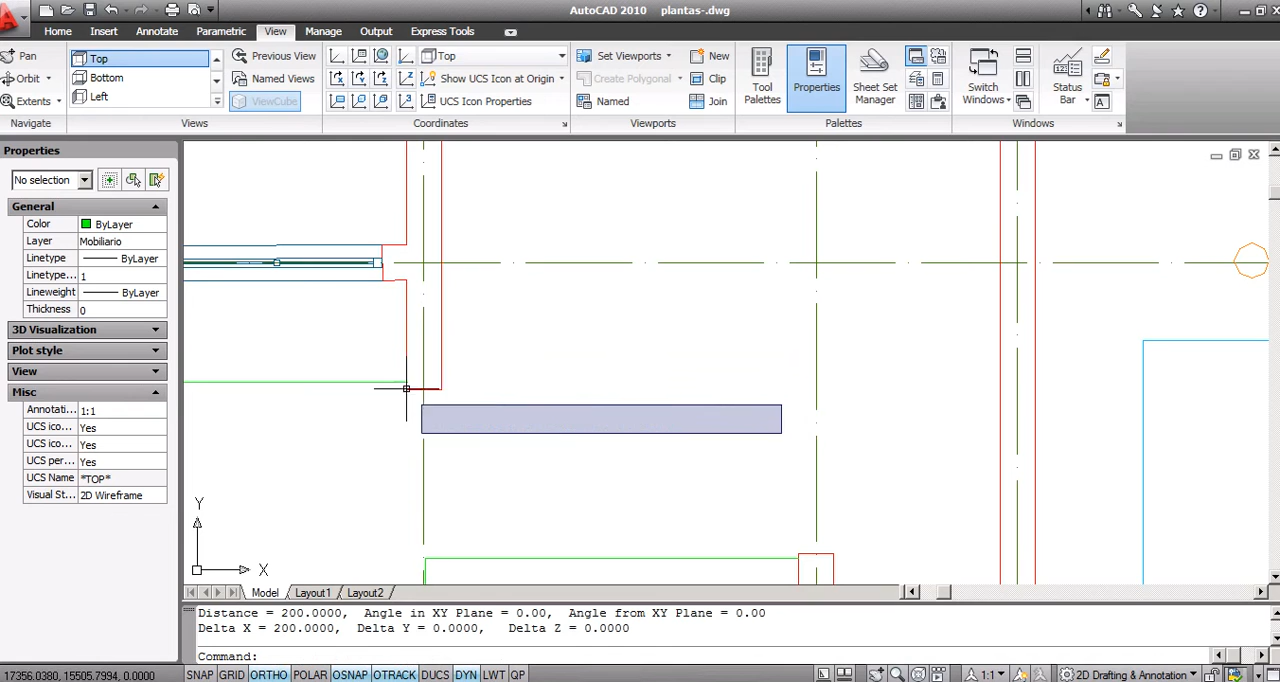 AutoCAD 2010 plantas-.dwg
Home Insert Annotate Parametric View Manage Output Express Tools
Pan Top Previous View Top Set Viewports New
Orbit Bottom Named Views Show UCS Icon at Origin Create Polygonal Clip
Extents Left ViewCube UCS Icon Properties Named Join
Tool Palettes Properties Sheet Set Manager Switch Windows Status Bar
Navigate Views Coordinates Viewports Palettes Windows
Properties
No selection
General
Color ByLayer
Layer Mobiliario
Linetype ByLayer
Linetype... 1
Lineweight ByLayer
Thickness 0
3D Visualization
Plot style
View
Misc
Annotati... 1:1
UCS ico... Yes
UCS ico... Yes
UCS per... Yes
UCS Name *TOP*
Visual St... 2D Wireframe
Y
X
Model Layout1 Layout2
Distance = 200.0000, Angle in XY Plane = 0.00, Angle from XY Plane = 0.00
Delta X = 200.0000, Delta Y = 0.0000, Delta Z = 0.0000
Command:
17356.0380, 15505.7994, 0.0000 SNAP GRID ORTHO POLAR OSNAP OTRACK DUCS DYN LWT QP 1:1 2D Drafting & Annotation